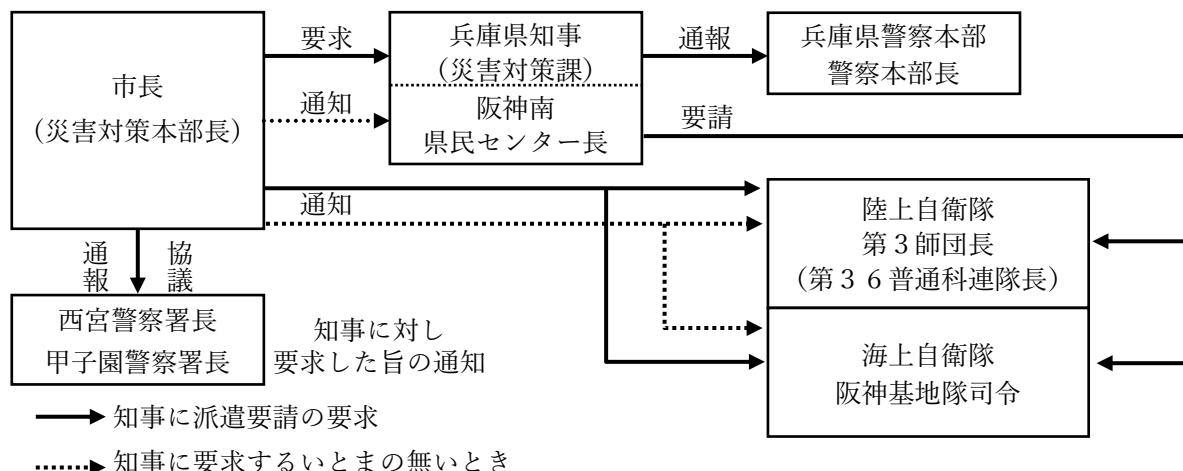 市長
(災害対策本部長)
要求
通知
兵庫県知事
(災害対策課)
阪神南
県民センター長
通報
兵庫県警察本部
警察本部長
要請
通知
陸上自衛隊
第３師団長
(第３６普通科連隊長)
海上自衛隊
阪神基地隊司令
通報
協議
西宮警察署長
甲子園警察署長
知事に対し
要求した旨の通知
知事に派遣要請の要求
知事に要求するいとまの無いとき